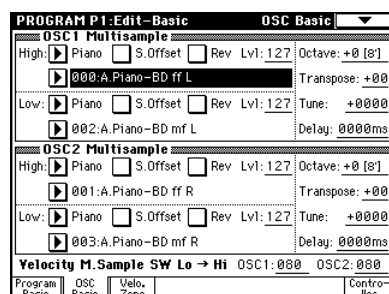 PROGRAM P1:Edit-Basic OSC Basic
OSC1 Multisample
High: Piano S.Offset Rev Lvl:127 Octave:+0 [8']
000:A.Piano-BD ff L Transpose:+00
Low: Piano S.Offset Rev Lvl:127 Tune: +0000
002:A.Piano-BD mf L Delay:0000ms
OSC2 Multisample
High: Piano S.Offset Rev Lvl:127 Octave:+0 [8']
001:A.Piano-BD ff R Transpose:+00
Low: Piano S.Offset Rev Lvl:127 Tune: +0000
003:A.Piano-BD mf R Delay:0000ms
Velocity M.Sample SW Lo → Hi OSC1:080 OSC2:080
Program Basic OSC Basic Velo. Zone Contro-